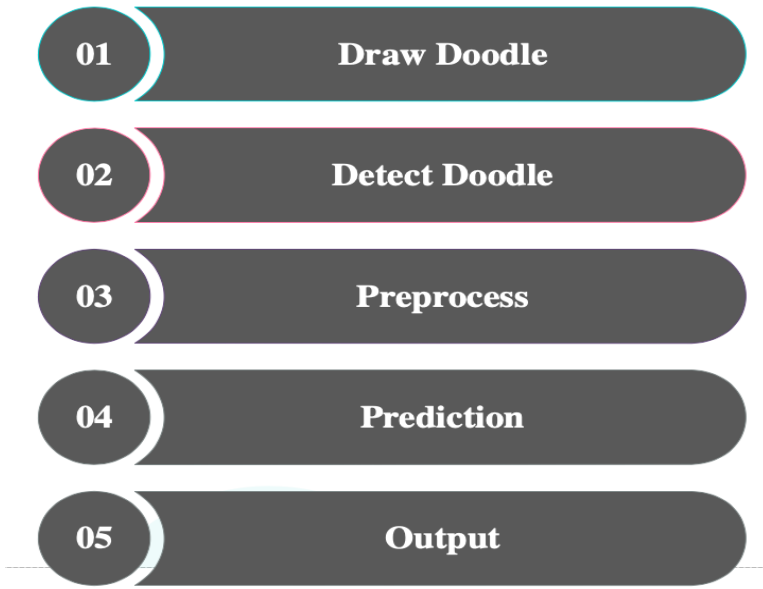 01 Draw Doodle
02 Detect Doodle
03 Preprocess
04 Prediction
05 Output